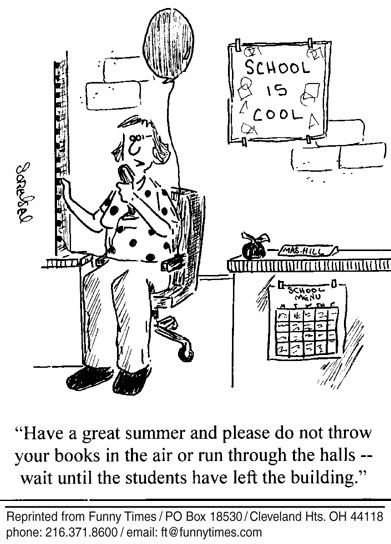 SCHOOL
IS
COOL
MRS. HILL
SCHOOL
MENU
“Have a great summer and please do not throw
your books in the air or run through the halls --
wait until the students have left the building.”
Reprinted from Funny Times / PO Box 18530 / Cleveland Hts. OH 44118
phone: 216.371.8600 / email: ft@funnytimes.com